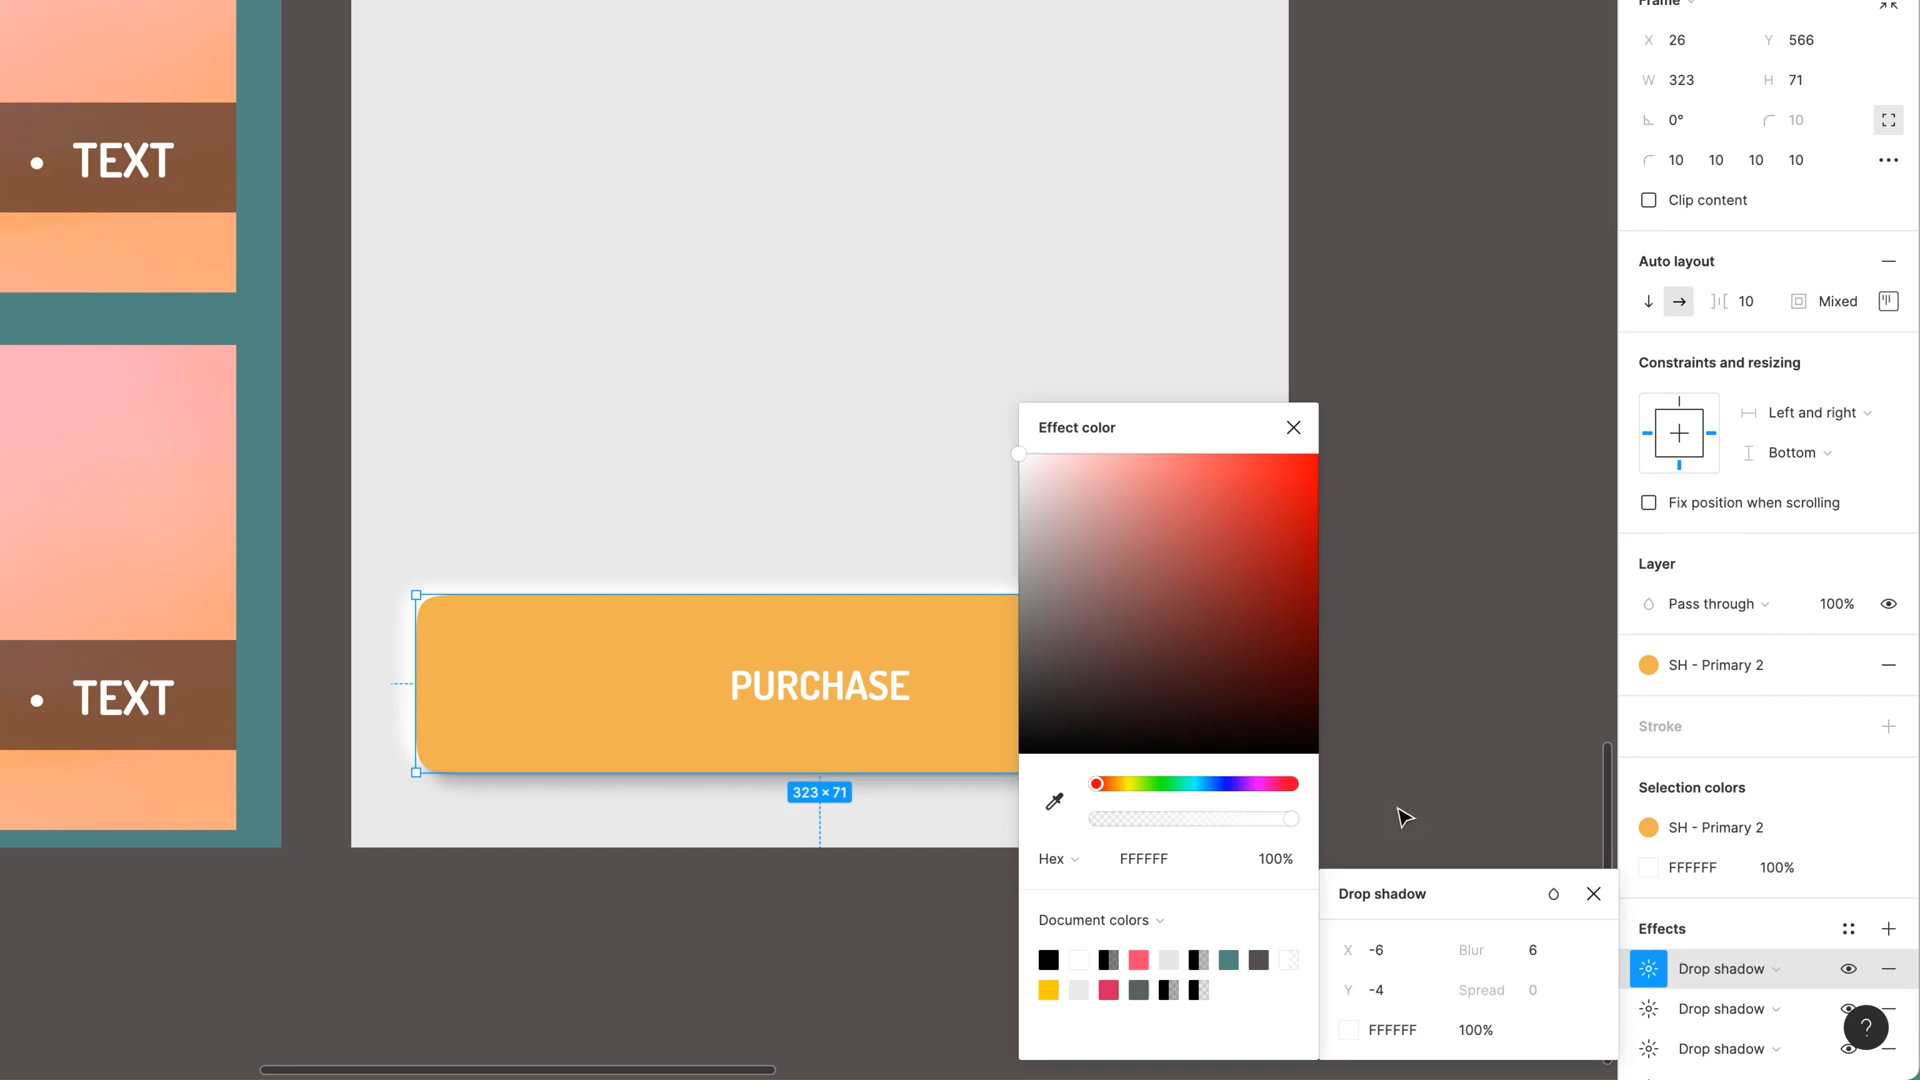 • TEXT
• TEXT
PURCHASE
323 × 71
Effect color
Hex
FFFFFF
100%
Document colors
Drop shadow
X -6
Blur 6
Y -4
Spread 0
FFFFFF 100%
Frame
X 26
Y 566
W 323
H 71
0°
10
10 10 10 10
Clip content
Auto layout
10
Mixed
Constraints and resizing
Left and right
Bottom
Fix position when scrolling
Layer
Pass through
100%
SH - Primary 2
Stroke
Selection colors
SH - Primary 2
FFFFFF 100%
Effects
Drop shadow
Drop shadow
Drop shadow
?